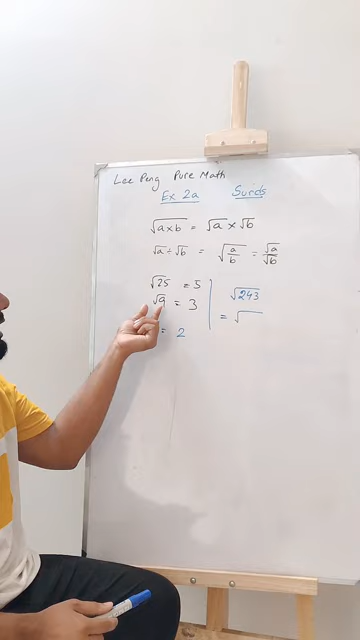 Lee Peng Pure Math
Ex 2a Surds
√a×b = √a × √b
√a ÷ √b = √a/b = √a/√b
√25 = 5
√9 = 3
= 2
√243
= √